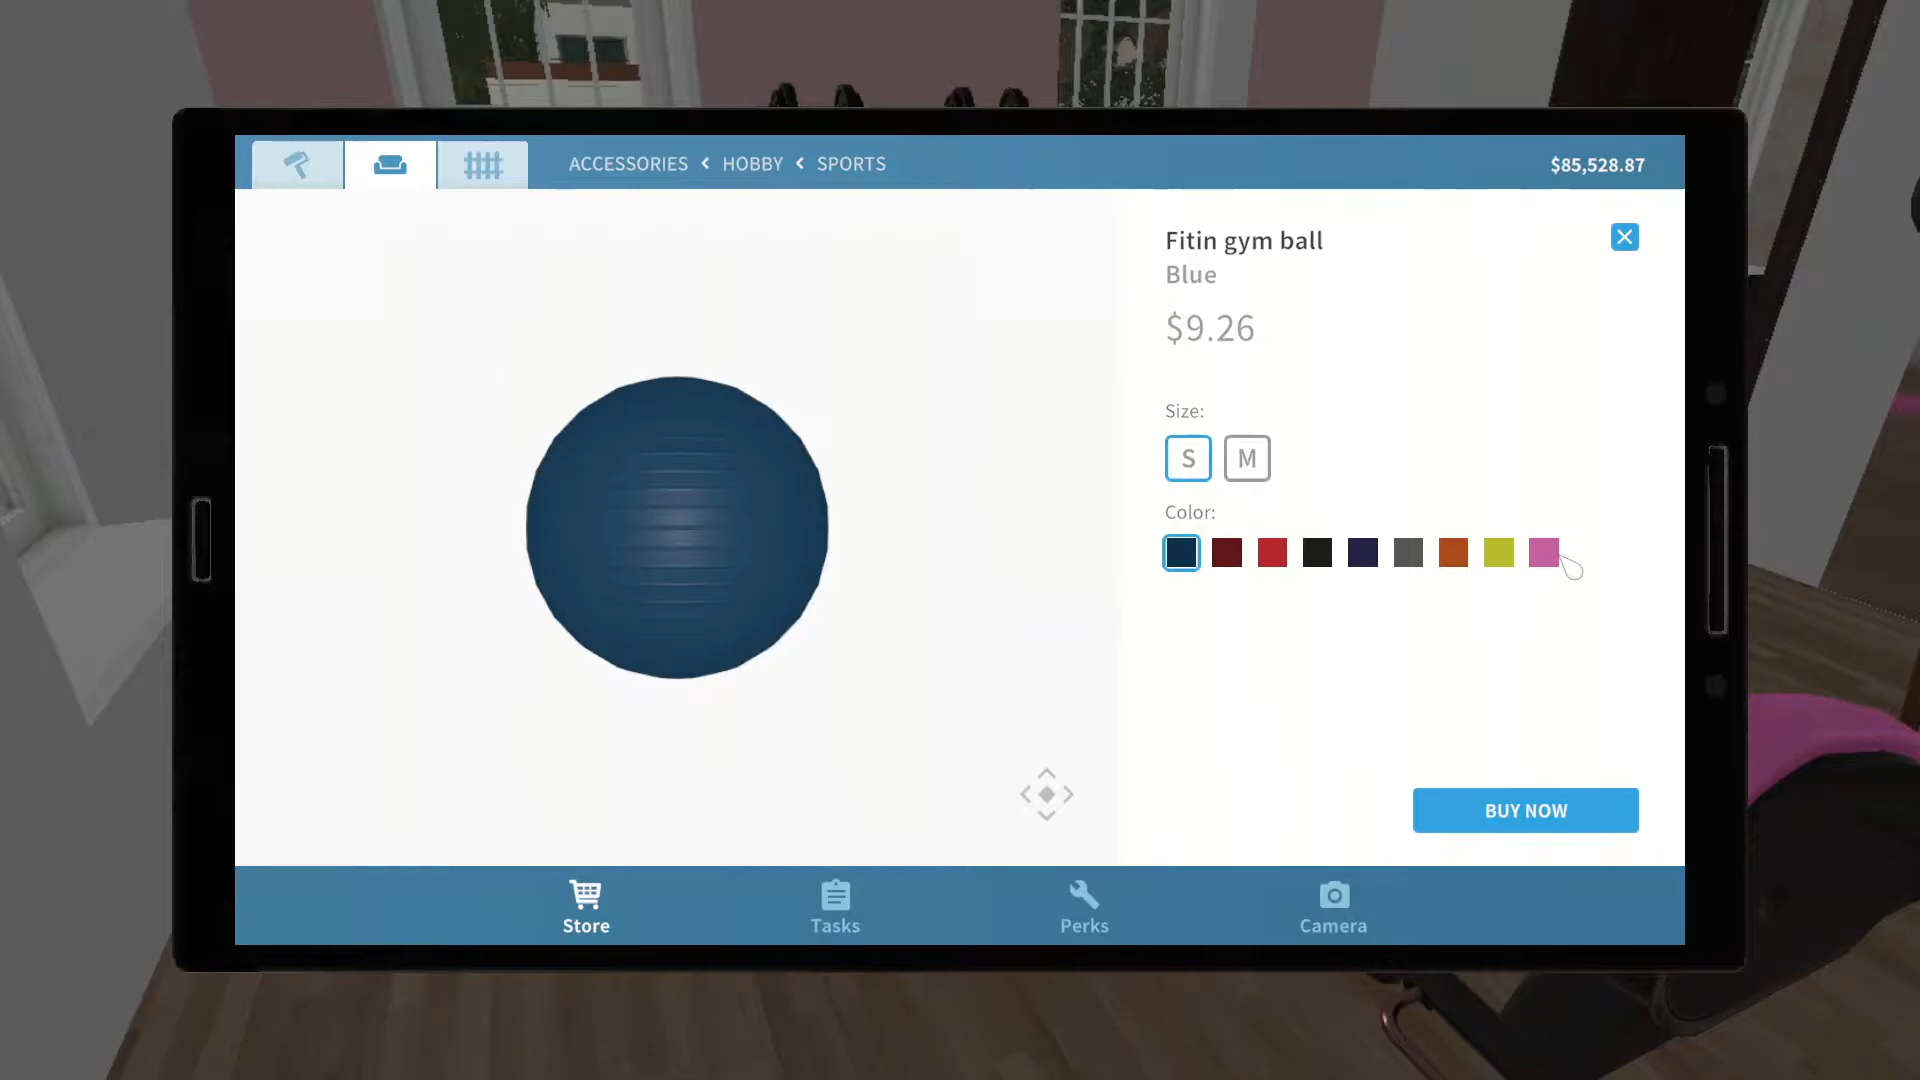 ACCESSORIES < HOBBY < SPORTS
$85,528.87
Fitin gym ball
Blue
$9.26
Size:
S M
Color:
BUY NOW
Store Tasks Perks Camera